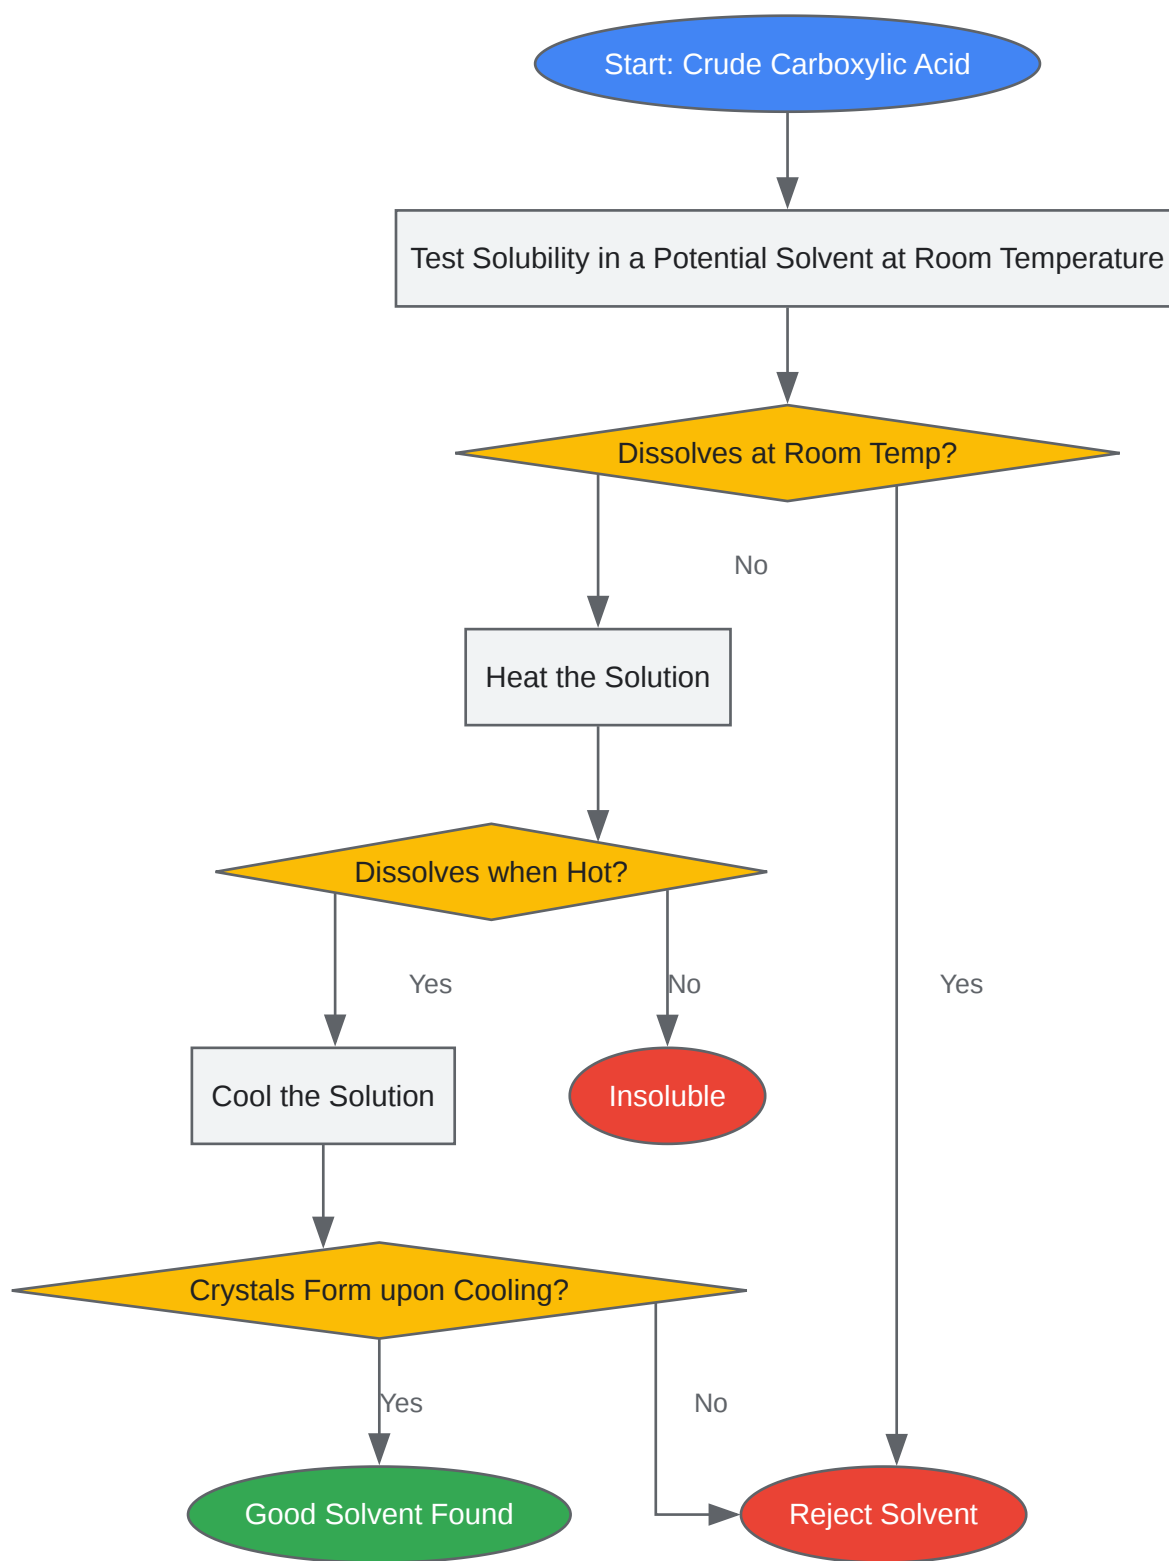 Start: Crude Carboxylic Acid
Test Solubility in a Potential Solvent at Room Temperature
Dissolves at Room Temp?
No
Heat the Solution
Dissolves when Hot?
Yes
No
Yes
Cool the Solution
Insoluble
Crystals Form upon Cooling?
Yes
No
Good Solvent Found
Reject Solvent